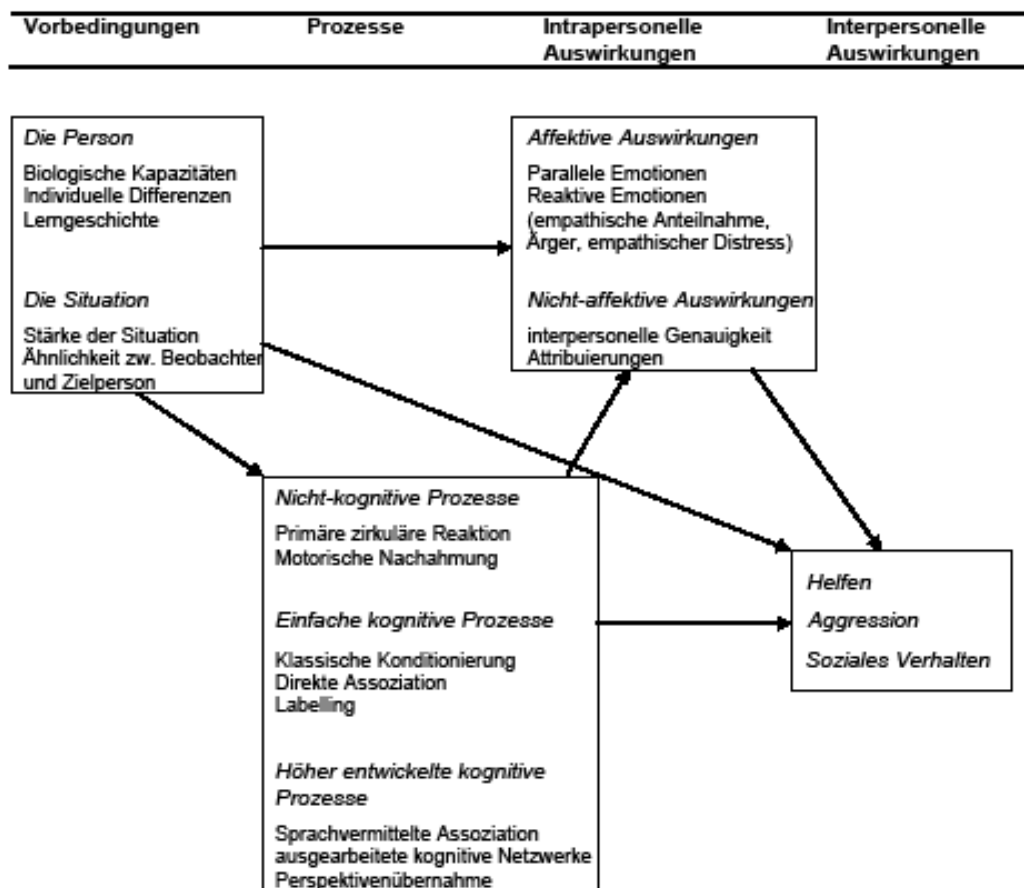 Vorbedingungen
Prozesse
Intrapersonelle
Auswirkungen
Interpersonelle
Auswirkungen
Die Person
Biologische Kapazitäten
Individuelle Differenzen
Lerngeschichte
Die Situation
Stärke der Situation
Ähnlichkeit zw. Beobachter
und Zielperson
Affektive Auswirkungen
Parallele Emotionen
Reaktive Emotionen
(empathische Anteilnahme,
Ärger, empathischer Distress)
Nicht-affektive Auswirkungen
interpersonelle Genauigkeit
Attribuierungen
Nicht-kognitive Prozesse
Primäre zirkuläre Reaktion
Motorische Nachahmung
Einfache kognitive Prozesse
Klassische Konditionierung
Direkte Assoziation
Labelling
Höher entwickelte kognitive
Prozesse
Sprachvermittelte Assoziation
ausgearbeitete kognitive Netzwerke
Perspektivenübernahme
Helfen
Aggression
Soziales Verhalten